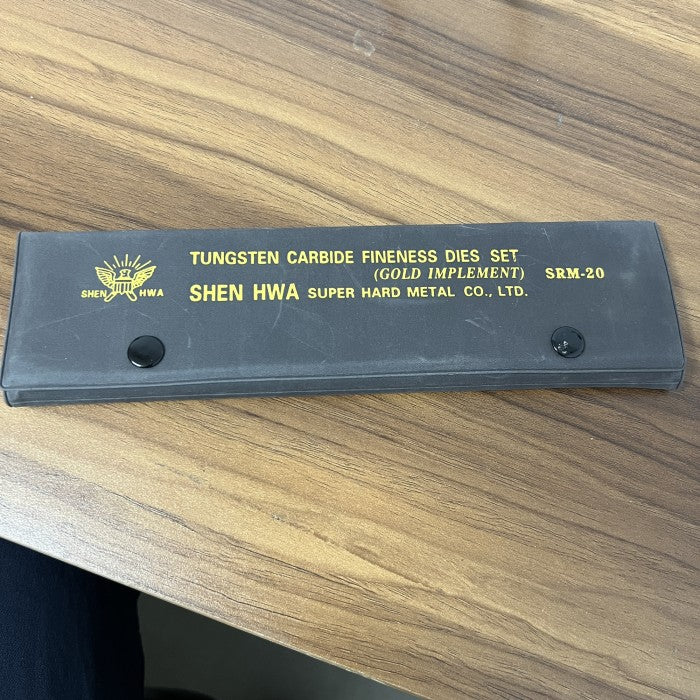 TUNGSTEN CARBIDE FINENESS DIES SET
(GOLD IMPLEMENT) SRM-20
SHEN HWA SUPER HARD METAL CO., LTD.
SHEN HWA